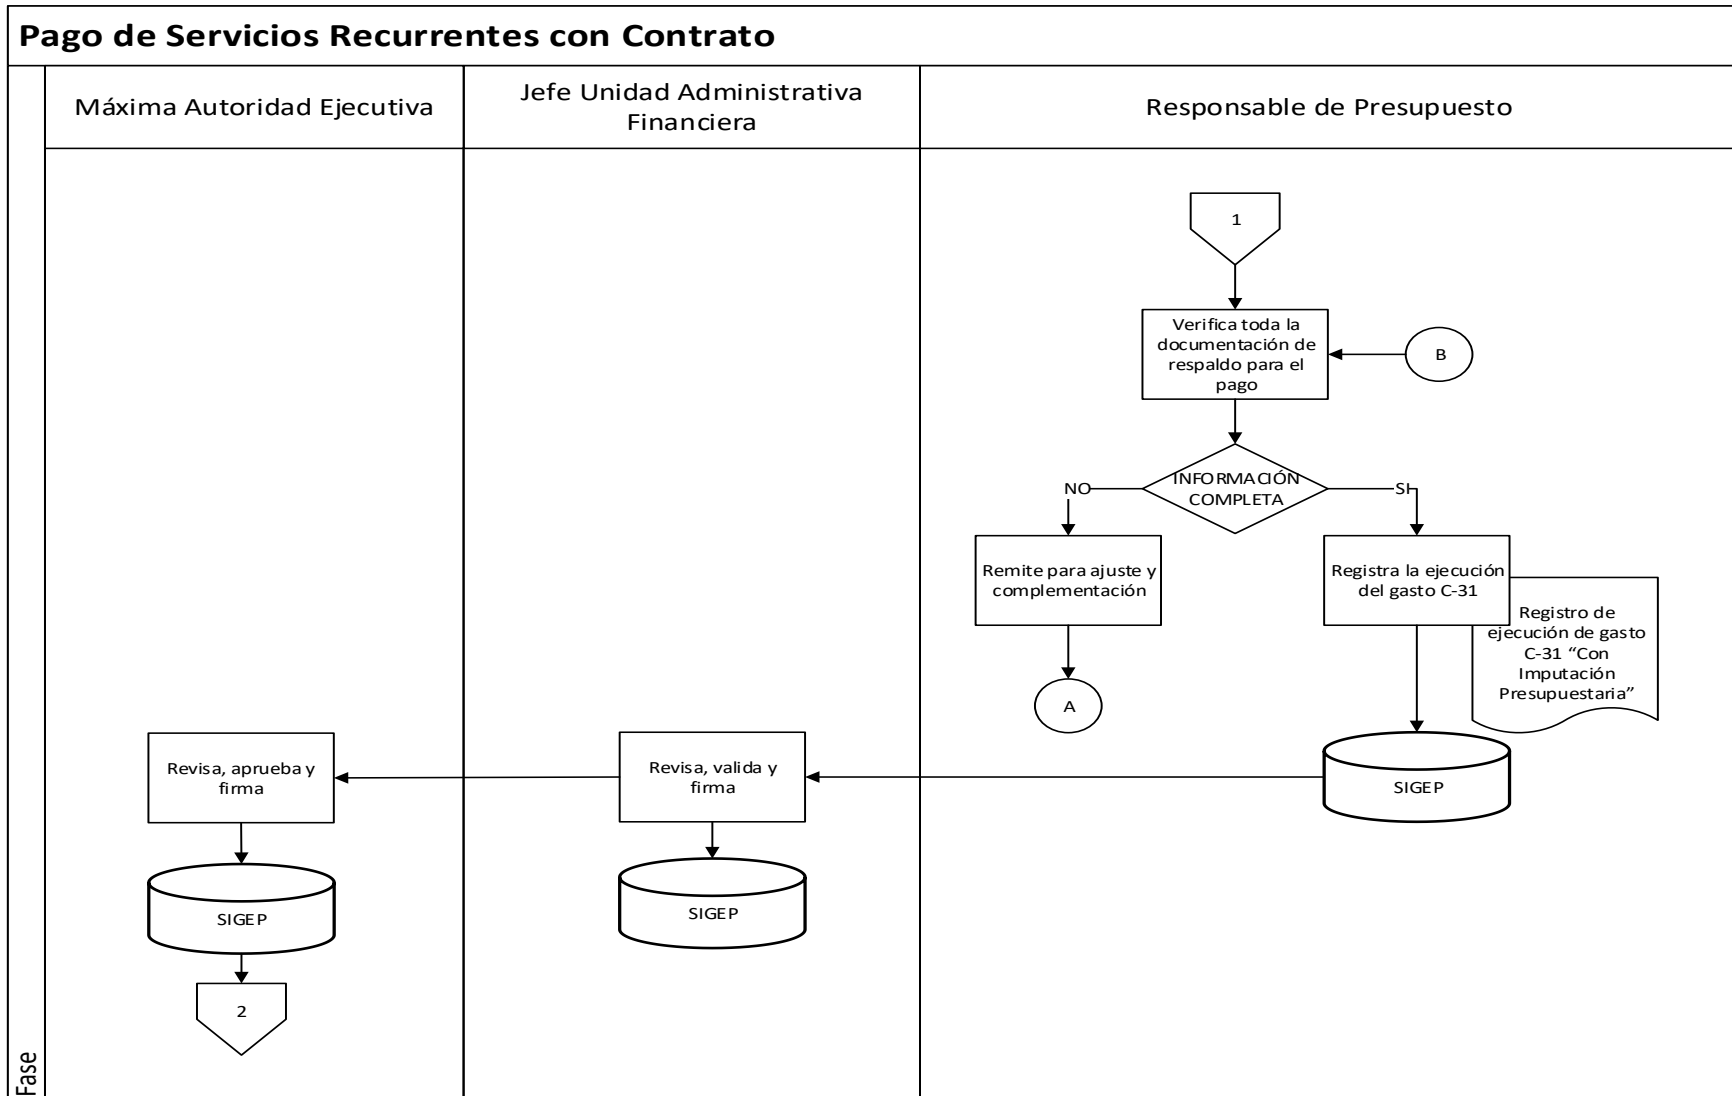 Pago de Servicios Recurrentes con Contrato
Máxima Autoridad Ejecutiva
Jefe Unidad Administrativa
Financiera
Responsable de Presupuesto
1
Verifica toda la
documentación de
respaldo para el
pago
B
INFORMACIÓN
COMPLETA
NO
SI
Remite para ajuste y
complementación
Registra la ejecución
del gasto C-31
Registro de
ejecución de gasto
C-31 “Con
Imputación
Presupuestaria”
A
Revisa, aprueba y
firma
Revisa, valida y
firma
SIGEP
SIGEP
SIGEP
2
Fase